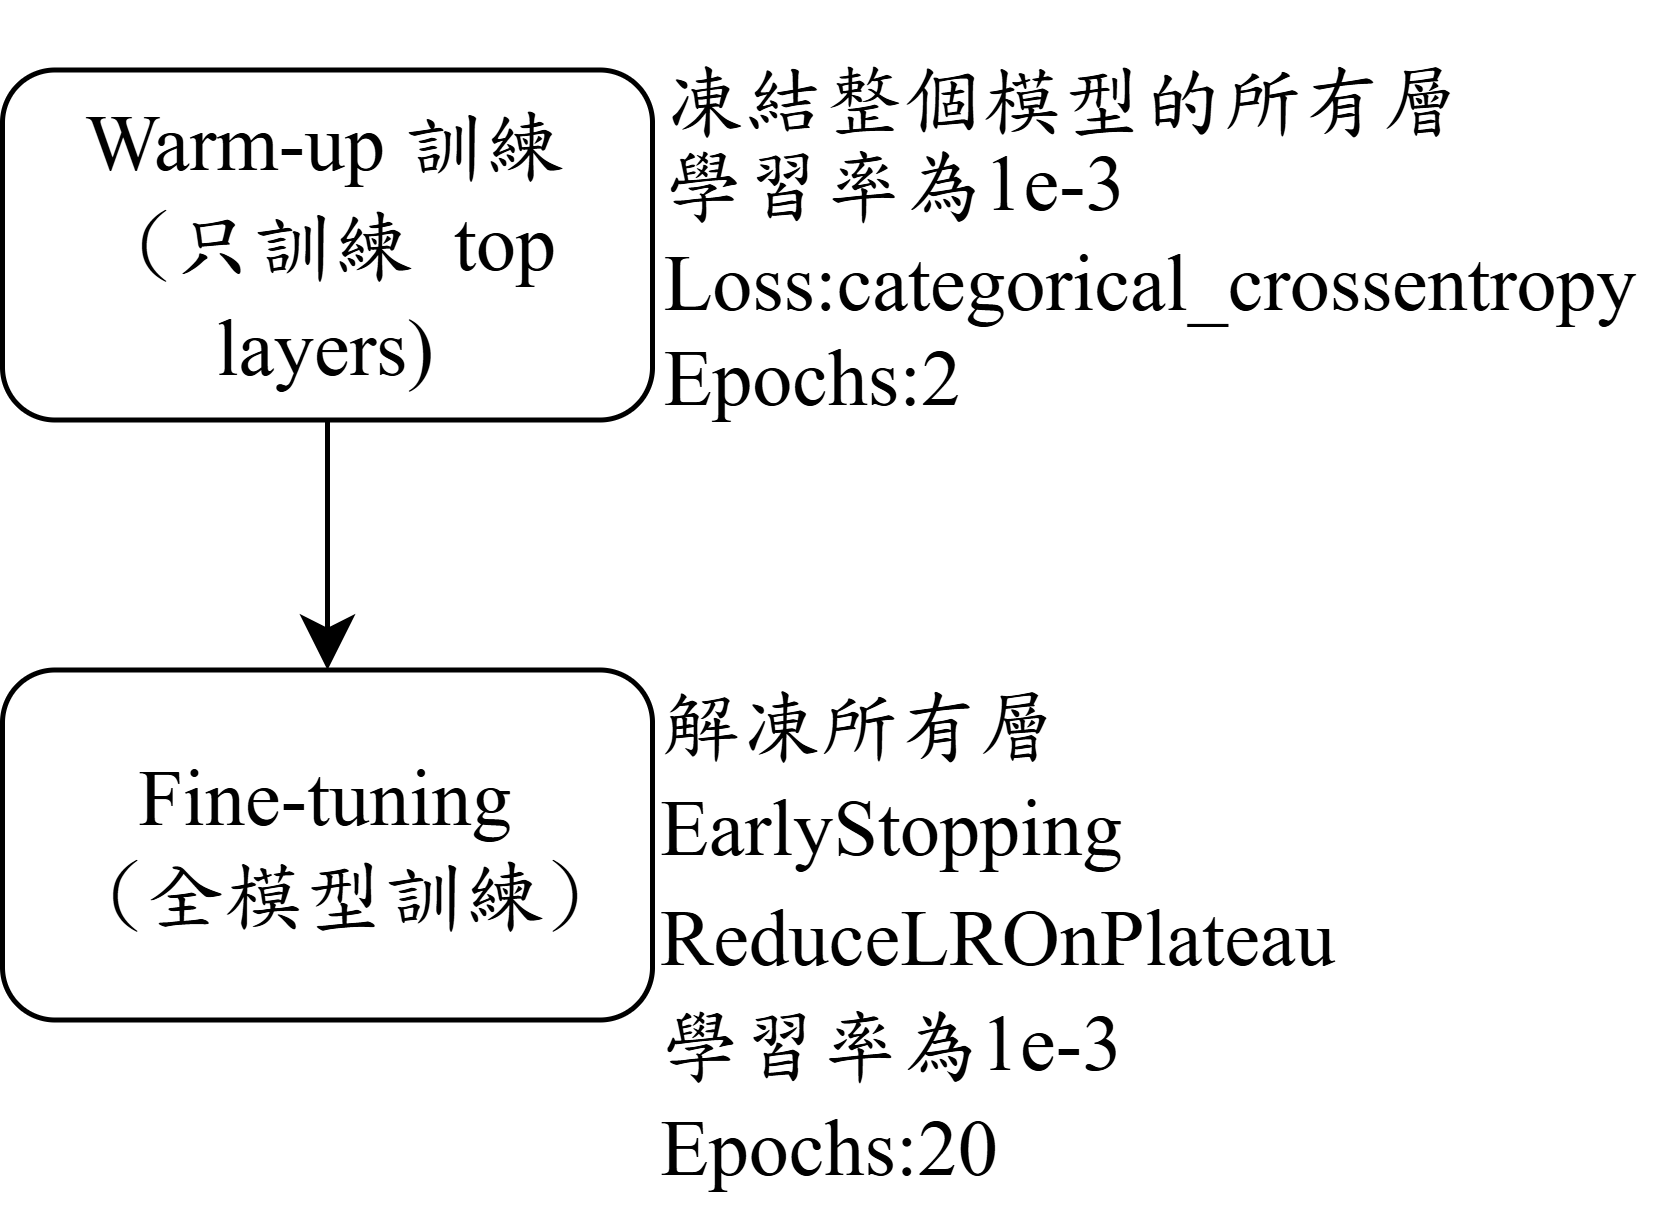 Warm-up 訓練
（只訓練 top
layers)
凍結整個模型的所有層
學習率為1e-3
Loss:categorical_crossentropy
Epochs:2
Fine-tuning
（全模型訓練）
解凍所有層
EarlyStopping
ReduceLROnPlateau
學習率為1e-3
Epochs:20